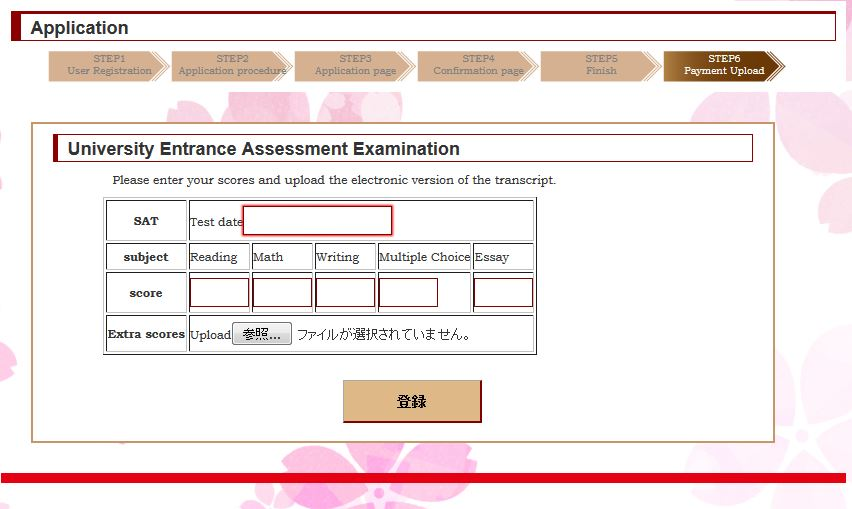 Application
STEP1 STEP2 STEP3 STEP4 STEP5 STEP6
User Registration Application procedure Application page Confirmation page Finish Payment Upload
University Entrance Assessment Examination
Please enter your scores and upload the electronic version of the transcript.
SAT Test date
subject Reading Math Writing Multiple Choice Essay
score
Extra scores Upload 参照... ファイルが選択されていません。
登録